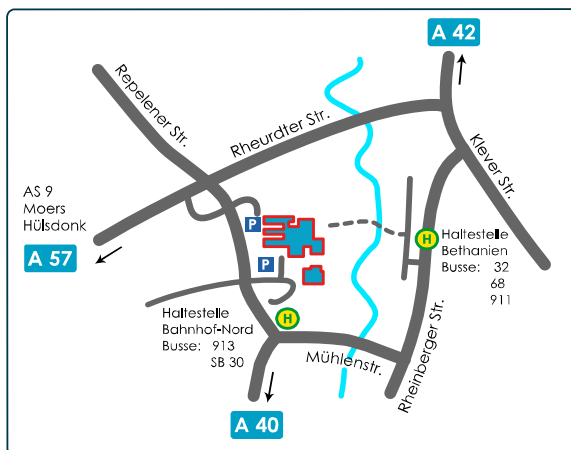 A 42
Repelener Str.
Rheurdter Str.
Klever Str.
AS 9
Moers
Hülsdonk
A 57
P
P
H
Haltestelle
Bethanien
Busse: 32
68
911
Haltestelle
Bahnhof-Nord
Busse: 913
SB 30
H
Mühlenstr.
Rheinberger Str.
A 40